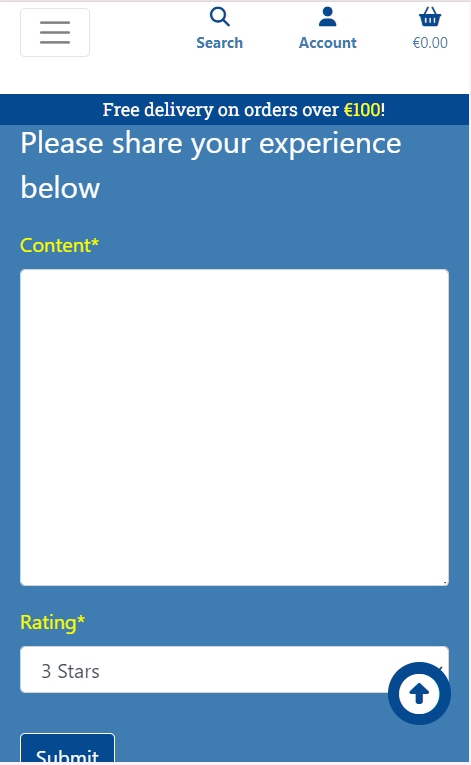 Search Account €0.00
Free delivery on orders over €100!
Please share your experience
below
Content*
Rating*
3 Stars
Submit